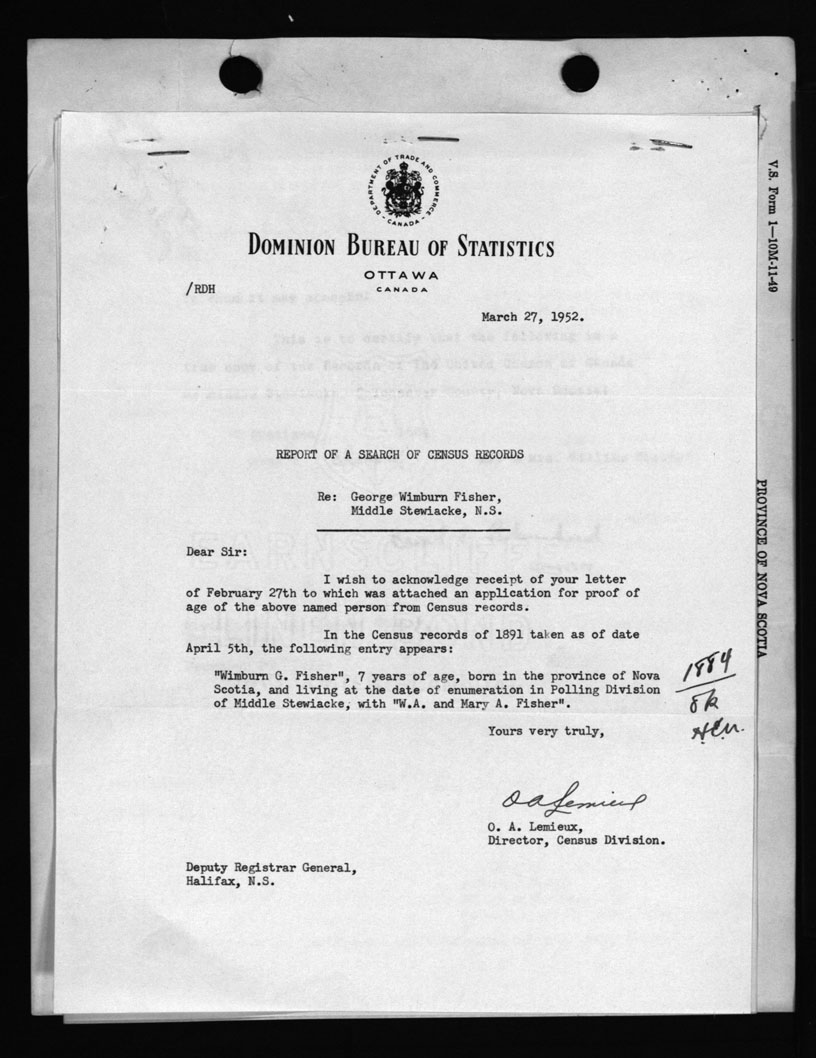 DEPARTMENT OF TRADE AND COMMERCE
CANADA
DOMINION BUREAU OF STATISTICS
OTTAWA
CANADA
/RDH
March 27, 1952.
REPORT OF A SEARCH OF CENSUS RECORDS
Re: George Wimburn Fisher,
Middle Stewiacke, N.S.
Dear Sir:
I wish to acknowledge receipt of your letter
of February 27th to which was attached an application for proof of
age of the above named person from Census records.
In the Census records of 1891 taken as of date
April 5th, the following entry appears:
"Wimburn G. Fisher", 7 years of age, born in the province of Nova
Scotia, and living at the date of enumeration in Polling Division
of Middle Stewiacke, with "W.A. and Mary A. Fisher".
1884
ok
Yours very truly,
O A Lemieux
O. A. Lemieux,
Director, Census Division.
Deputy Registrar General,
Halifax, N.S.
V.S. Form 1—10M-11-49
PROVINCE OF NOVA SCOTIA